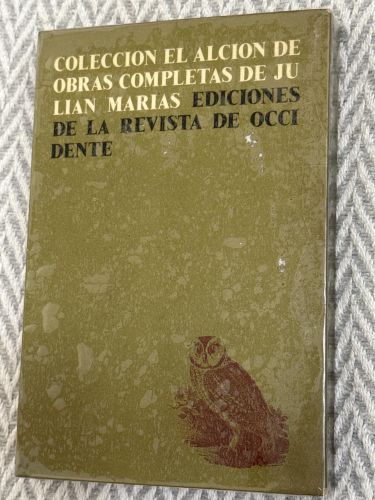 COLECCION EL ALCION DE
OBRAS COMPLETAS DE JU
LIAN MARIAS EDICIONES
DE LA REVISTA DE OCCI
DENTE